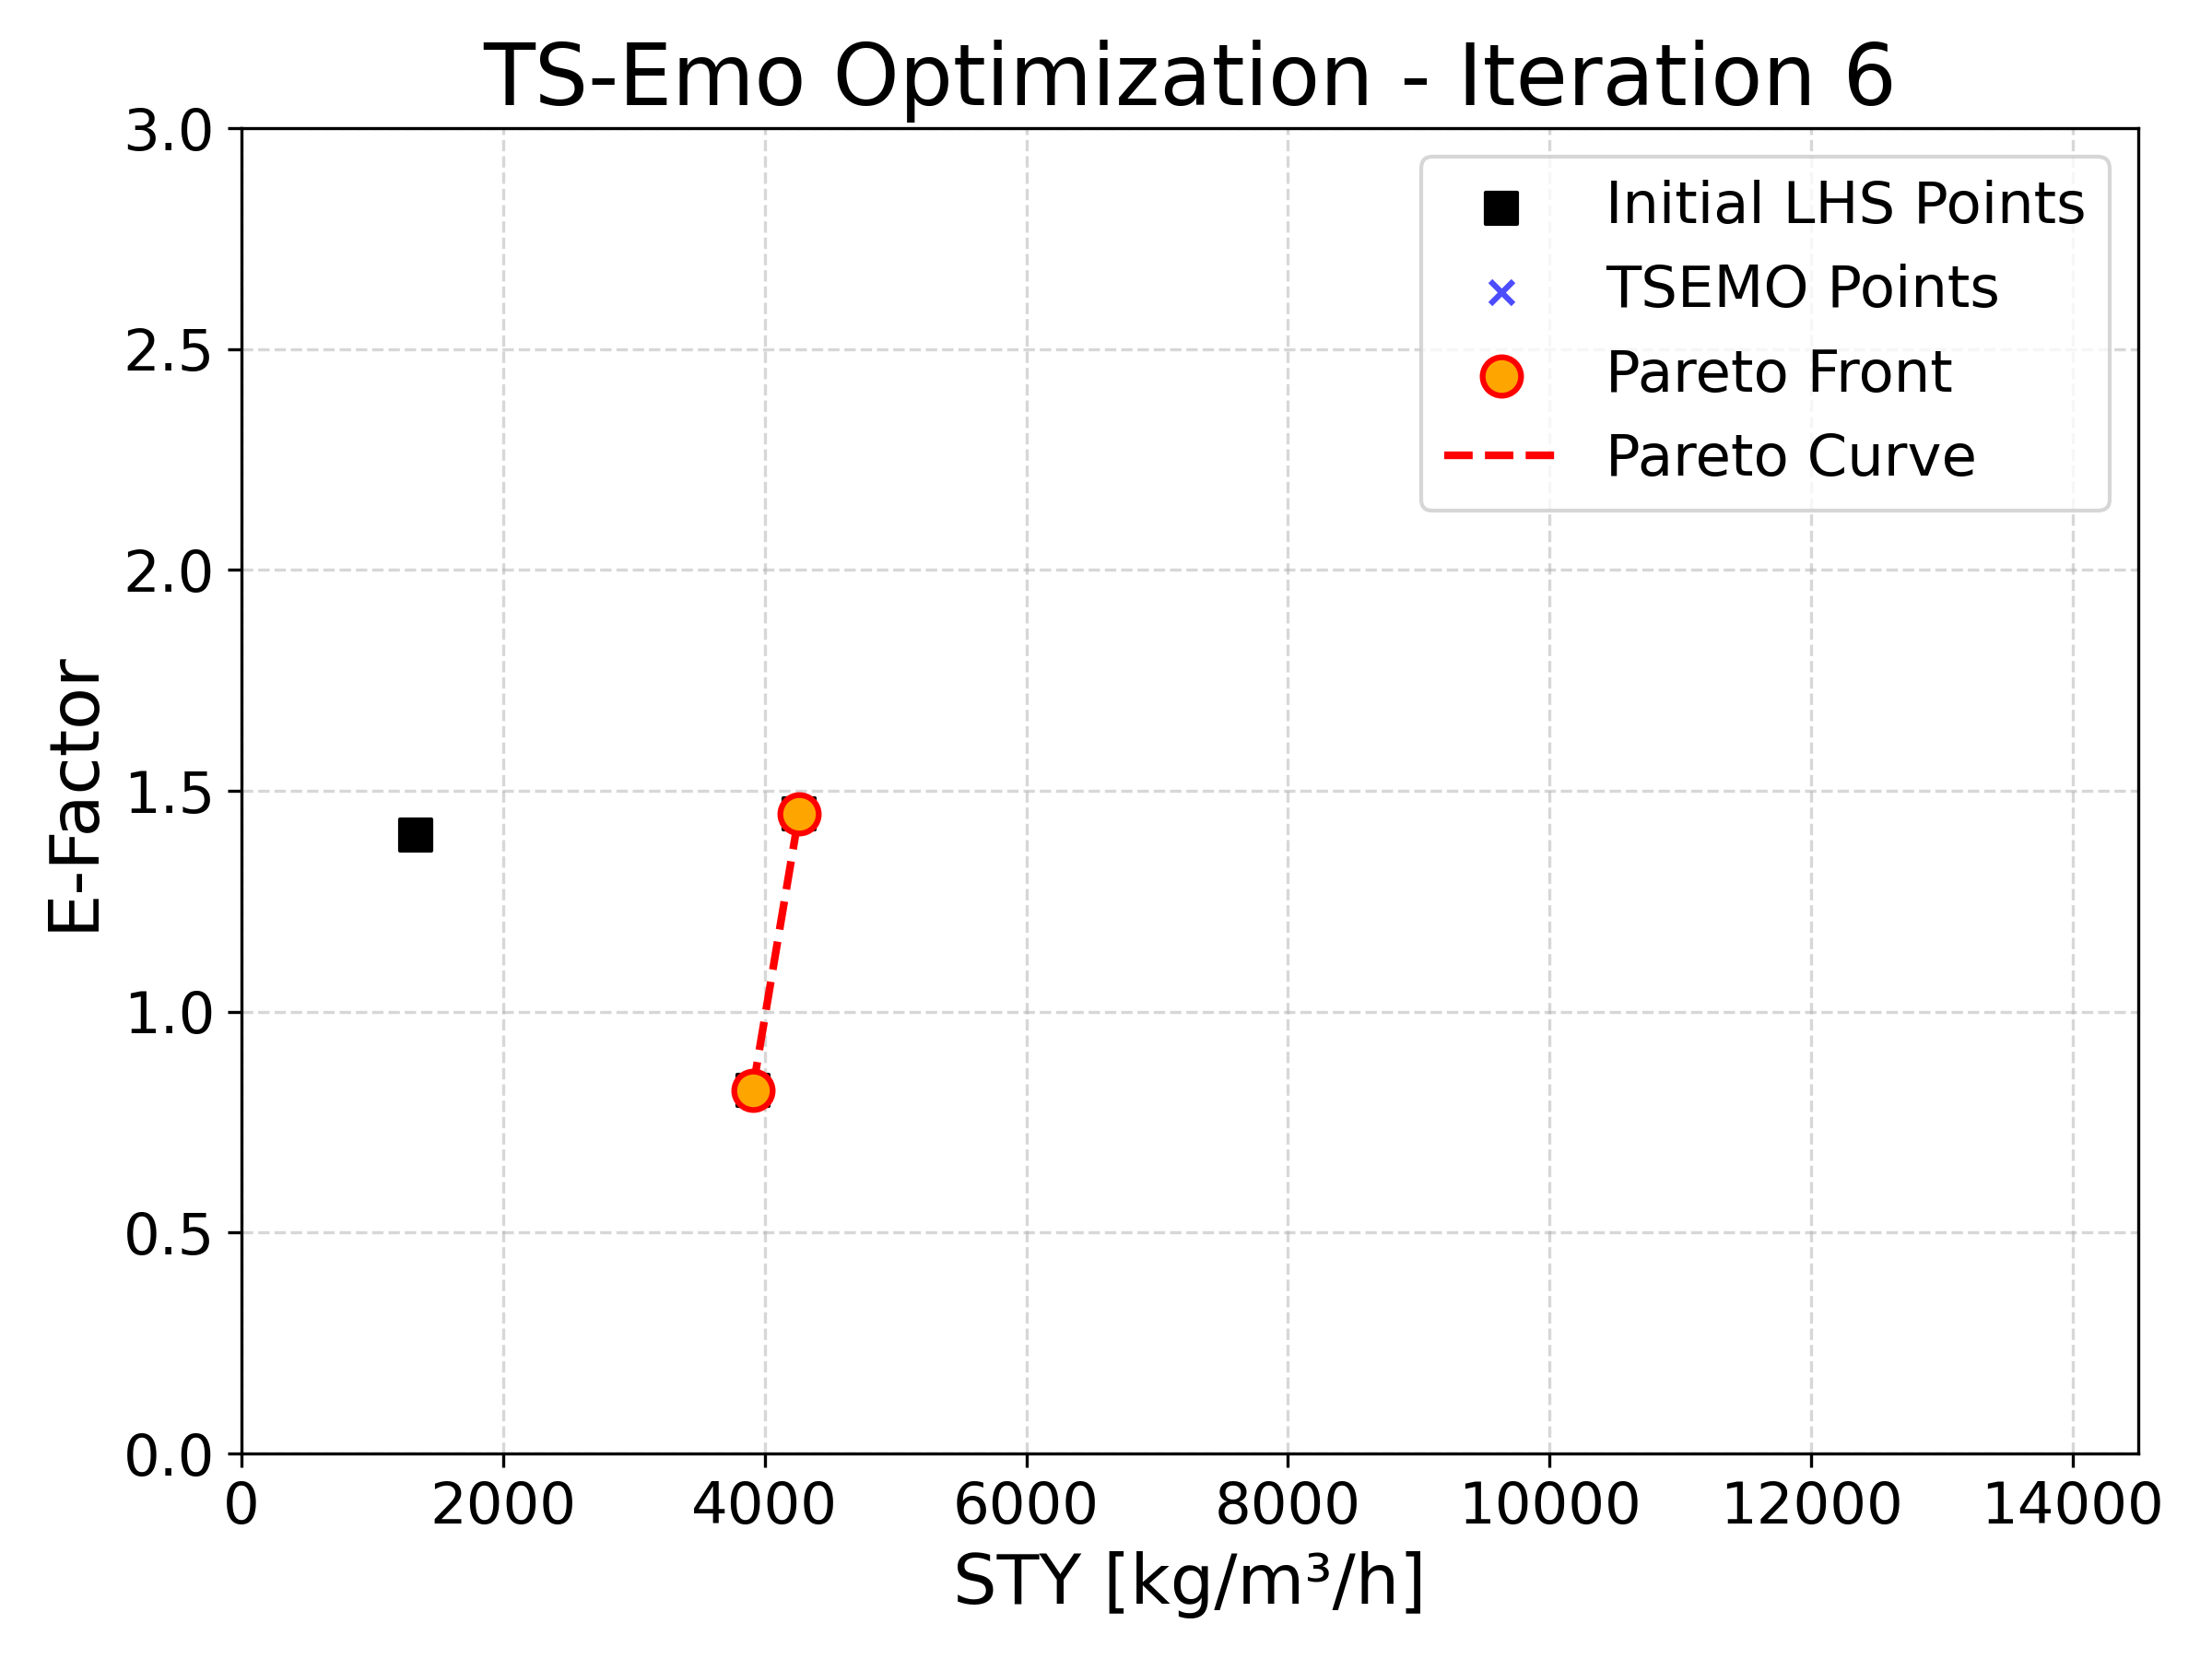 TS-Emo Optimization - Iteration 6
3.0
2.5
2.0
1.5
1.0
0.5
0.0
E-Factor
Initial LHS Points
TSEMO Points
Pareto Front
Pareto Curve
0 2000 4000 6000 8000 10000 12000 14000
STY [kg/m³/h]